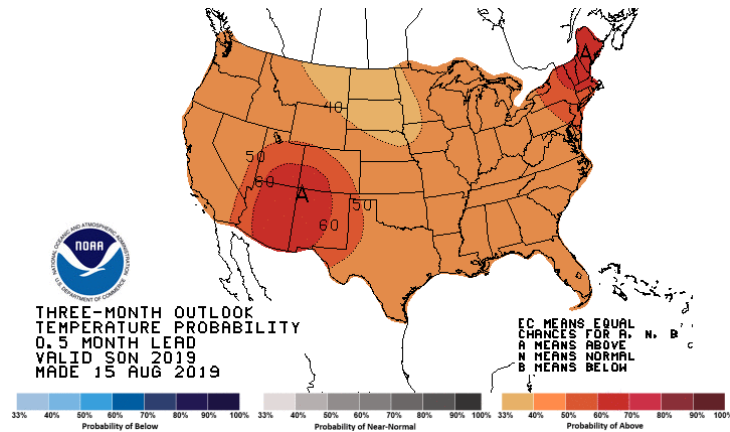 A
40
50
60
A
50
60
NATIONAL OCEANIC AND ATMOSPHERIC ADMINISTRATION
NOAA
U.S. DEPARTMENT OF COMMERCE
THREE-MONTH OUTLOOK
TEMPERATURE PROBABILITY
0.5 MONTH LEAD
VALID SON 2019
MADE 15 AUG 2019
EC MEANS EQUAL
CHANCES FOR A, N, B
A MEANS ABOVE
N MEANS NORMAL
B MEANS BELOW
33% 40% 50% 60% 70% 80% 90% 100%
Probability of Below
33% 40% 50% 60% 70% 80% 90% 100%
Probability of Near-Normal
33% 40% 50% 60% 70% 80% 90% 100%
Probability of Above